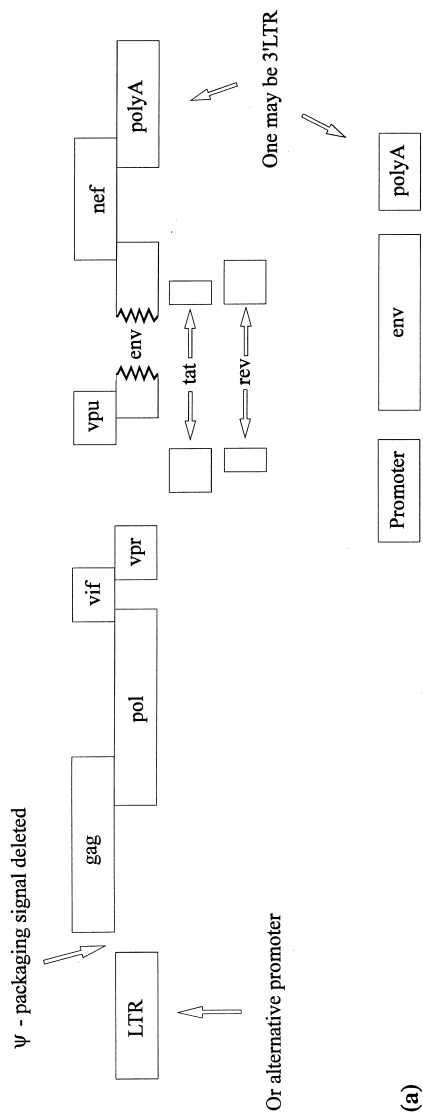 Ψ - packaging signal deleted
gag
vif
vpu
nef
LTR
pol
vpr
env
polyA
tat
rev
Or alternative promoter
One may be 3'LTR
Promoter
env
polyA
(a)